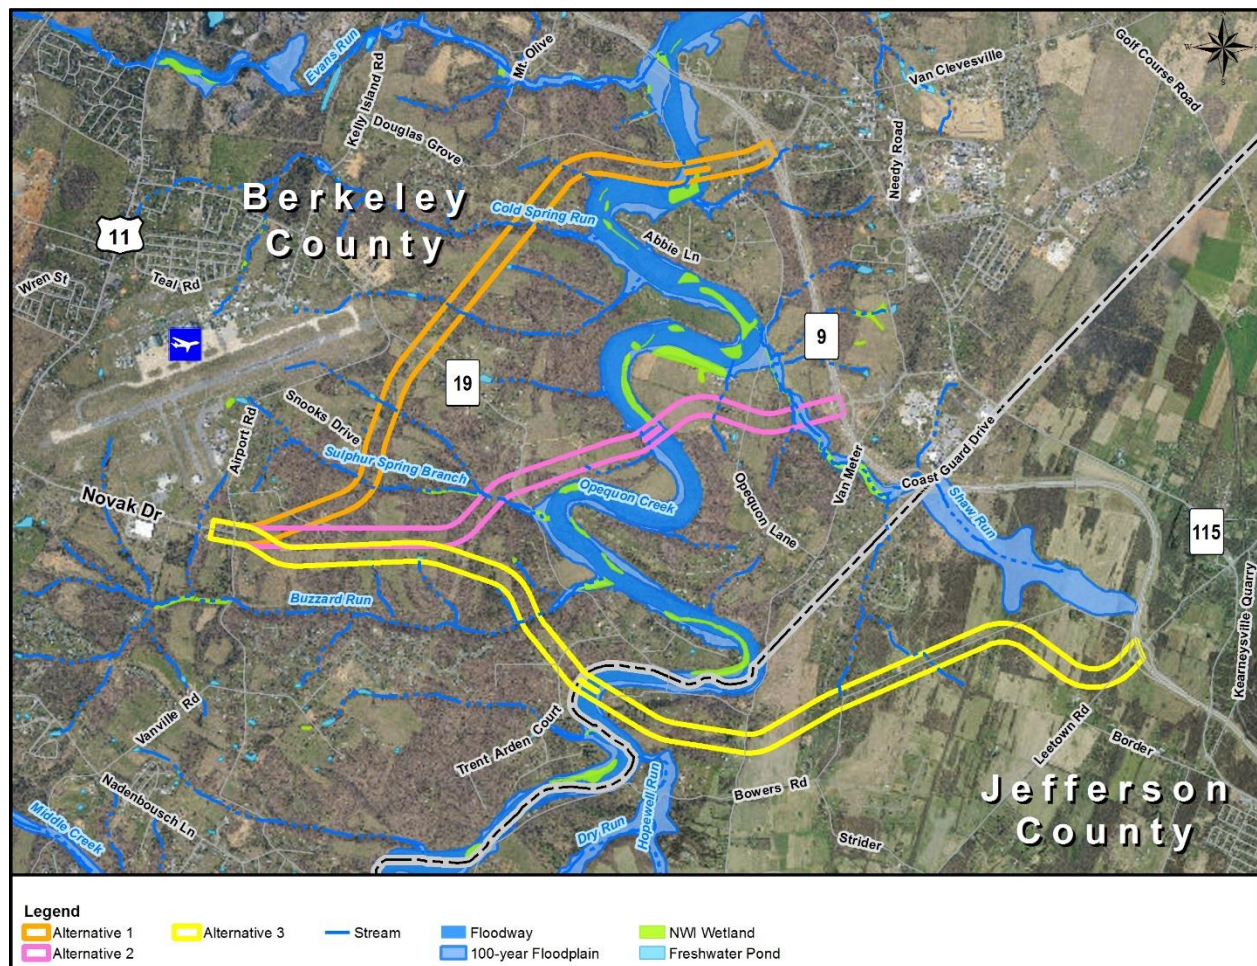 Evans Run
Kelly Island Rd
Mt. Olive
Van Clevesville
Golf Course Road
W
S
Douglas Grove
Needy Road
Berkeley
County
Cold Spring Run
11
Abbie Ln
Wren St
Teal Rd
9
19
Snooks Drive
Airport Rd
Sulphur Spring Branch
Novak Dr
Opequon Creek
Opequon Lane
Van Meter
Coast Guard Drive
Shaw Run
115
Buzzard Run
Kearneysville Quarry
Vanville Rd
Trent Arden Court
Leetown Rd
Border
Nadenbousch Ln
Bowers Rd
Jefferson
County
Middle Creek
Dry Run
Hopewell Run
Strider
Legend
Alternative 1
Alternative 3
Stream
Floodway
NWI Wetland
Alternative 2
100-year Floodplain
Freshwater Pond